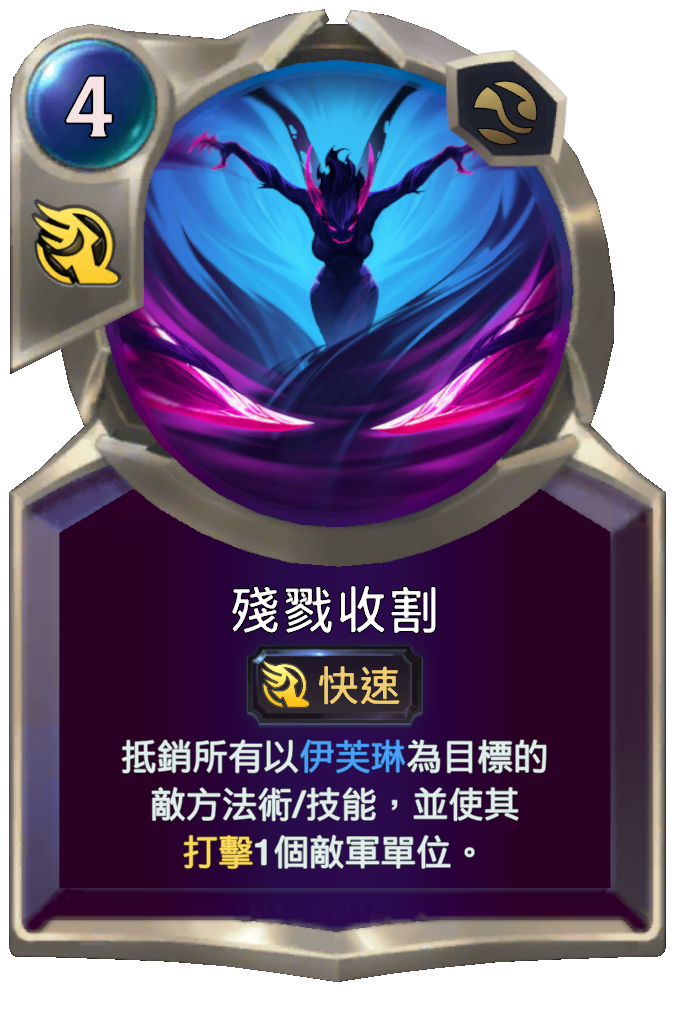 4
殘戮收割
快速
抵銷所有以伊芙琳為目標的
敵方法術/技能，並使其
打擊1個敵軍單位。